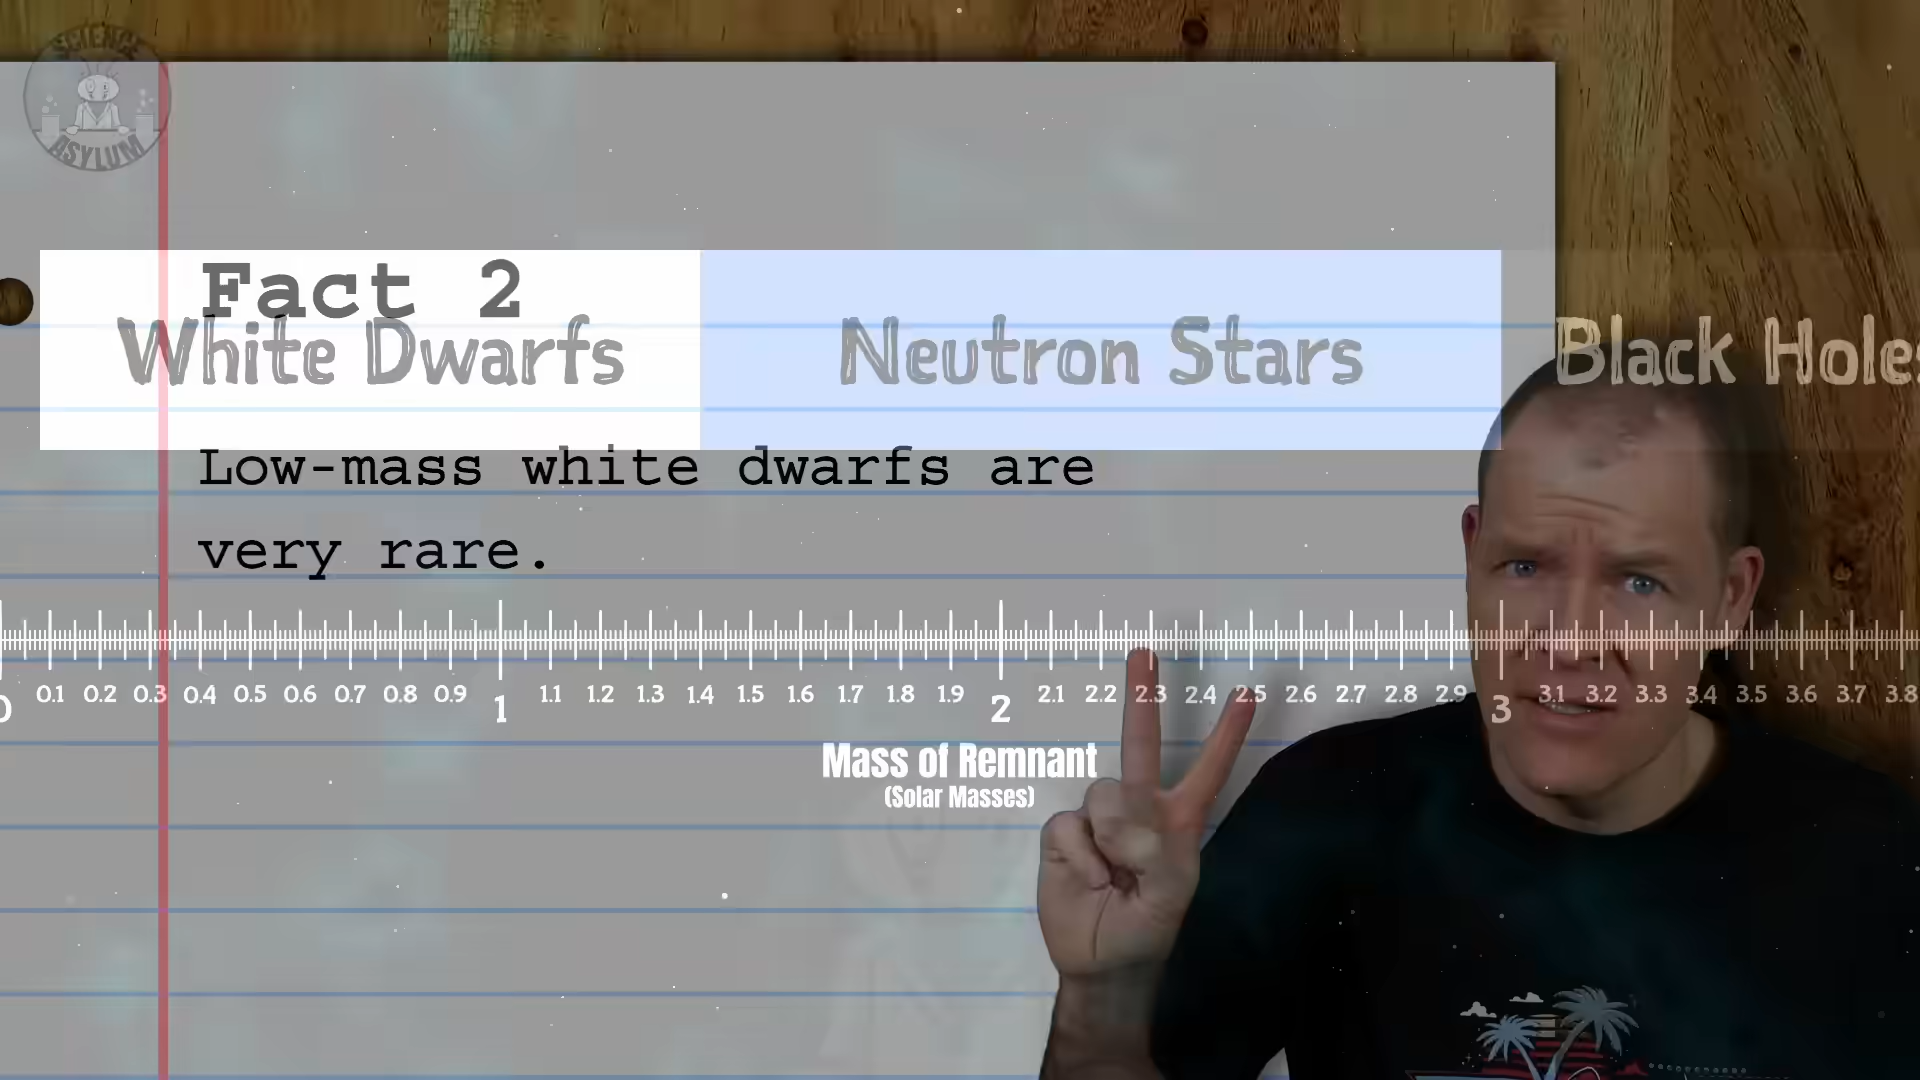 SCIENCE
ASYLUM
Fact 2
White Dwarfs
Neutron Stars
Black Holes
Low-mass white dwarfs are
very rare.
0 0.1 0.2 0.3 0.4 0.5 0.6 0.7 0.8 0.9 1 1.1 1.2 1.3 1.4 1.5 1.6 1.7 1.8 1.9 2 2.1 2.2 2.3 2.4 2.5 2.6 2.7 2.8 2.9 3 3.1 3.2 3.3 3.4 3.5 3.6 3.7 3.8
Mass of Remnant
(Solar Masses)